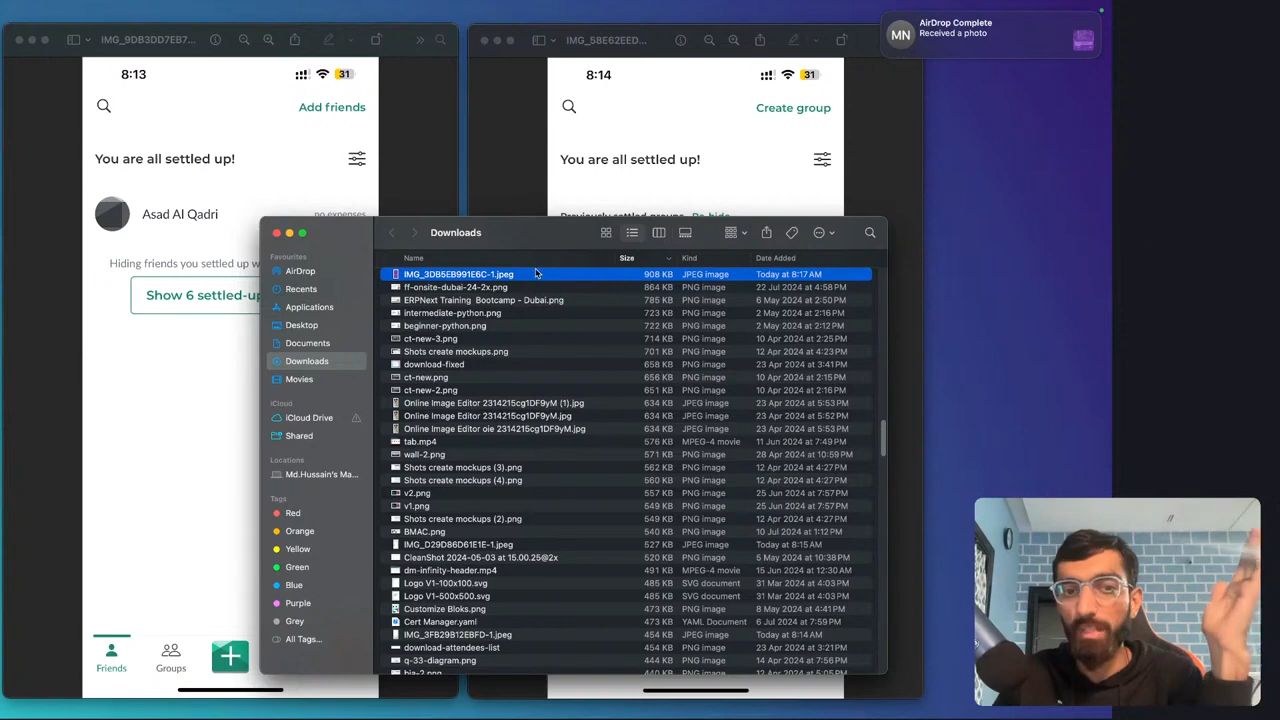 IMG_9DB3DD7EB7...
IMG_58E62EED...
AirDrop Complete
MN
Received a photo
8:13
31
Add friends
You are all settled up!
Asad Al Qadri
no expenses
Hiding friends you settled up w
Show 6 settled-up
Friends
Groups
8:14
31
Create group
You are all settled up!
Previously settled groups. Re-hide
Downloads
Favourites
AirDrop
Recents
Applications
Desktop
Documents
Downloads
Movies
iCloud
iCloud Drive
Shared
Locations
Md.Hussain's Ma...
Tags
Red
Orange
Yellow
Green
Blue
Purple
Grey
All Tags...
Name Size Kind Date Added
IMG_3DB5EB991E6C-1.jpeg 908 KB JPEG image Today at 8:17 AM
ff-onsite-dubai-24-2x.png 864 KB PNG image 22 Jul 2024 at 4:58 PM
ERPNext Training Bootcamp - Dubai.png 785 KB PNG image 6 May 2024 at 2:50 PM
intermediate-python.png 723 KB PNG image 2 May 2024 at 2:16 PM
beginner-python.png 722 KB PNG image 2 May 2024 at 2:12 PM
ct-new-3.png 714 KB PNG image 10 Apr 2024 at 2:25 PM
Shots create mockups.png 701 KB PNG image 12 Apr 2024 at 4:23 PM
download-fixed 658 KB PNG image 23 Apr 2024 at 3:41 PM
ct-new.png 656 KB PNG image 10 Apr 2024 at 2:15 PM
ct-new-2.png 651 KB PNG image 10 Apr 2024 at 2:16 PM
Online Image Editor 2314215cg1DF9yM (1).jpg 634 KB JPEG image 23 Apr 2024 at 5:53 PM
Online Image Editor 2314215cg1DF9yM.jpg 634 KB JPEG image 23 Apr 2024 at 5:52 PM
Online Image Editor oie 2314215cg1DF9yM.jpg 634 KB JPEG image 23 Apr 2024 at 5:53 PM
tab.mp4 576 KB MPEG-4 movie 11 Jun 2024 at 7:49 PM
wall-2.png 571 KB PNG image 28 Apr 2024 at 10:59 PM
Shots create mockups (3).png 562 KB PNG image 12 Apr 2024 at 4:27 PM
Shots create mockups (4).png 560 KB PNG image 12 Apr 2024 at 4:27 PM
v2.png 557 KB PNG image 25 Jun 2024 at 7:57 PM
v1.png 549 KB PNG image 25 Jun 2024 at 7:57 PM
Shots create mockups (2).png 549 KB PNG image 12 Apr 2024 at 4:27 PM
BMAC.png 530 KB PNG image 10 Jul 2024 at 1:12 PM
IMG_D29D86D61E1E-1.jpeg 527 KB JPEG image Today at 8:15 AM
CleanShot 2024-05-03 at 15.00.25@2x 520 KB PNG image 5 May 2024 at 10:38 PM
dm-infinity-header.mp4 491 KB MPEG-4 movie 15 Jun 2024 at 12:30 AM
Logo V1-100x100.svg 485 KB SVG document 31 Mar 2024 at 4:03 PM
Logo V1-500x500.svg 485 KB SVG document 31 Mar 2024 at 4:03 PM
Customize Bloks.png 473 KB PNG image 8 May 2024 at 4:41 PM
Cert Manager.yaml 473 KB YAML Document 6 Jul 2024 at 7:59 PM
IMG_3FB29B12EBFD-1.jpeg 454 KB JPEG image Today at 8:14 AM
download-attendees-list 454 KB PNG image 23 Apr 2024 at 3:21 PM
q-33-diagram.png 444 KB PNG image 14 Apr 2024 at 7:56 PM